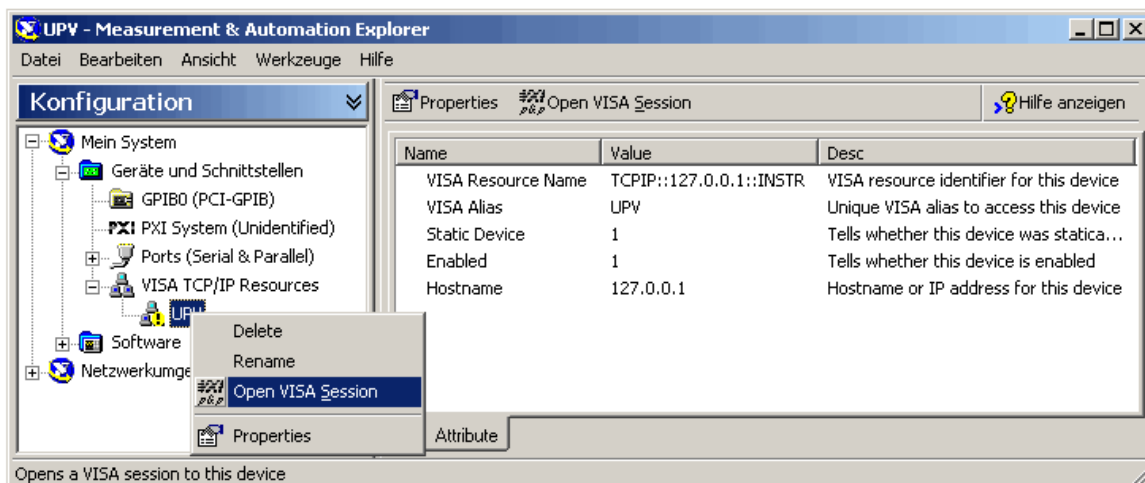 UPV - Measurement & Automation Explorer
Datei Bearbeiten Ansicht Werkzeuge Hilfe
Konfiguration
Mein System
Geräte und Schnittstellen
GPIB0 (PCI-GPIB)
PXI PXI System (Unidentified)
Ports (Serial & Parallel)
VISA TCP/IP Resources
UPV
Software
Netzwerkumge
Delete
Rename
Open VISA Session
Properties
Properties Open VISA Session Hilfe anzeigen
Name Value Desc
VISA Resource Name TCPIP::127.0.0.1::INSTR VISA resource identifier for this device
VISA Alias UPV Unique VISA alias to access this device
Static Device 1 Tells whether this device was statica...
Enabled 1 Tells whether this device is enabled
Hostname 127.0.0.1 Hostname or IP address for this device
Attribute
Opens a VISA session to this device